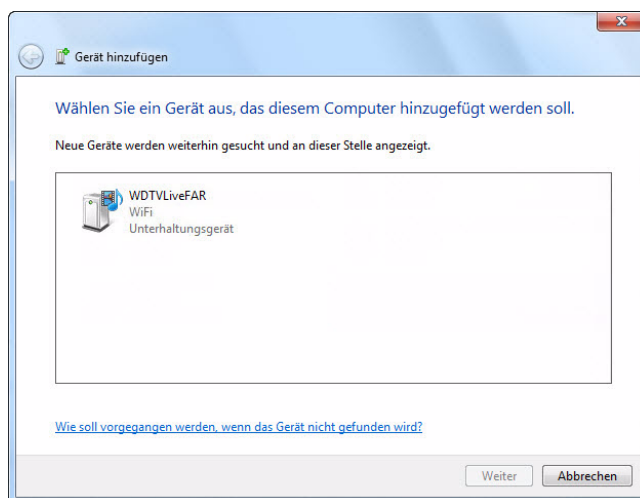 Gerät hinzufügen
Wählen Sie ein Gerät aus, das diesem Computer hinzugefügt werden soll.
Neue Geräte werden weiterhin gesucht und an dieser Stelle angezeigt.
WDTVLiveFAR
WiFi
Unterhaltungsgerät
Wie soll vorgegangen werden, wenn das Gerät nicht gefunden wird?
Weiter
Abbrechen